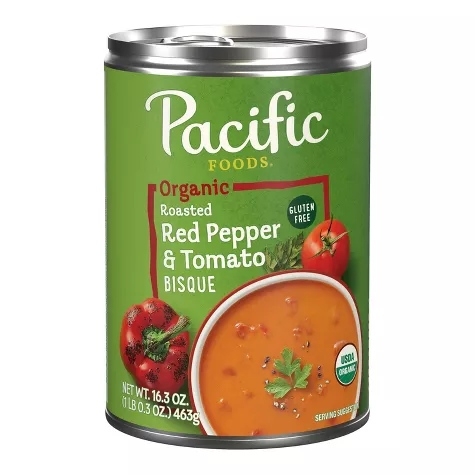 Pacific
FOODS®
Organic
Roasted
Red Pepper
& Tomato
BISQUE
GLUTEN
FREE
USDA
ORGANIC
NET WT. 16.3 OZ.
(1 LB 0.3 OZ.) 463g
SERVING SUGGEST